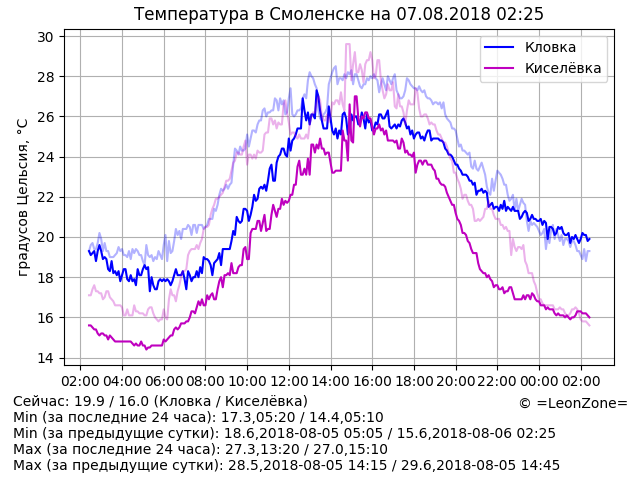 Температура в Смоленске на 07.08.2018 02:25
30
28
26
24
22
20
18
16
14
градусов Цельсия, °C
Кловка
Киселёвка
02:00 04:00 06:00 08:00 10:00 12:00 14:00 16:00 18:00 20:00 22:00 00:00 02:00
Сейчас: 19.9 / 16.0 (Кловка / Киселёвка)
© =LeonZone=
Min (за последние 24 часа): 17.3,05:20 / 14.4,05:10
Min (за предыдущие сутки): 18.6,2018-08-05 05:05 / 15.6,2018-08-06 02:25
Max (за последние 24 часа): 27.3,13:20 / 27.0,15:10
Max (за предыдущие сутки): 28.5,2018-08-05 14:15 / 29.6,2018-08-05 14:45